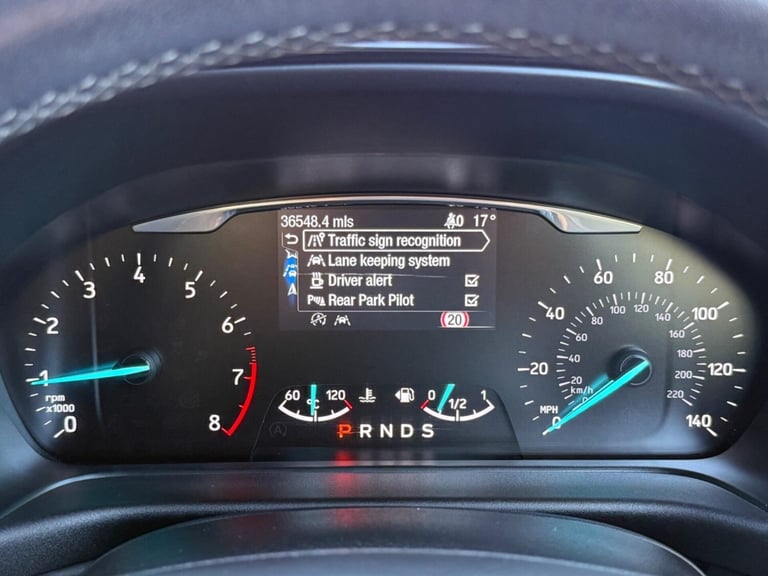 36548.4 mls 17°
Traffic sign recognition
Lane keeping system
Driver alert
Rear Park Pilot
20
0 1 2 3 4 5 6 7 8
rpm
x1000
60 °C 120
0 1/2 1
P R N D S
0 20 40 60 80 100 120 140
MPH
0 20 40 60 80 100 120 140 160 180 200 220
km/h